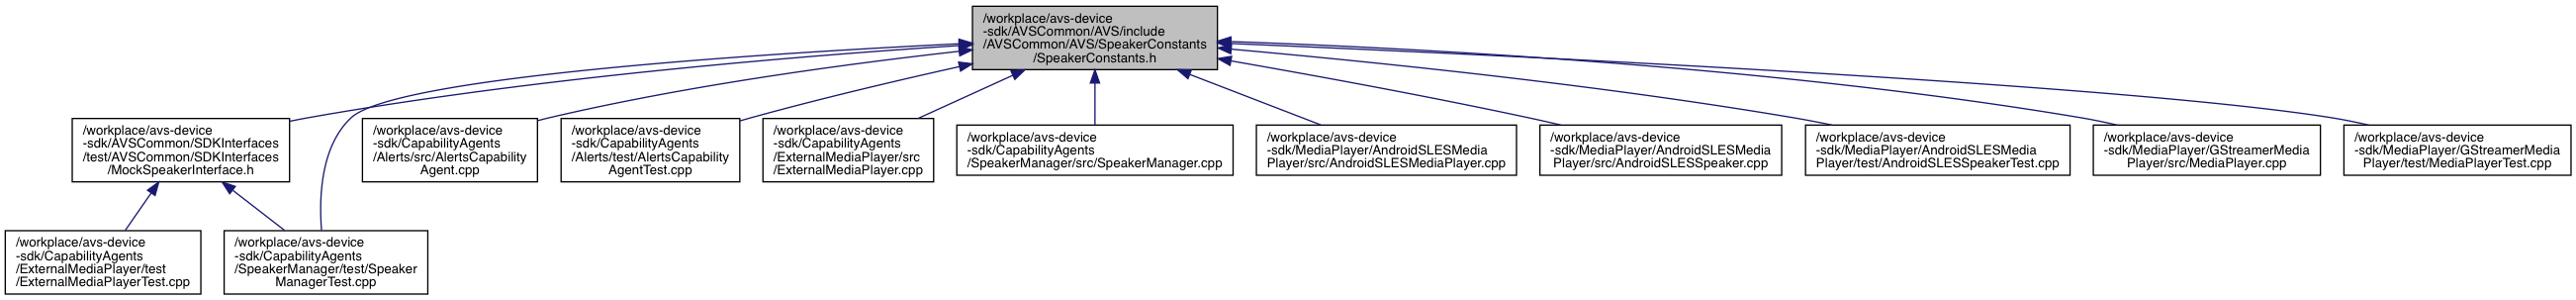 /workplace/avs-device
-sdk/AVSCommon/AVS/include
/AVSCommon/AVS/SpeakerConstants
/SpeakerConstants.h
/workplace/avs-device
-sdk/AVSCommon/SDKInterfaces
/test/AVSCommon/SDKInterfaces
/MockSpeakerInterface.h
/workplace/avs-device
-sdk/CapabilityAgents
/Alerts/src/AlertsCapability
Agent.cpp
/workplace/avs-device
-sdk/CapabilityAgents
/Alerts/test/AlertsCapability
AgentTest.cpp
/workplace/avs-device
-sdk/CapabilityAgents
/ExternalMediaPlayer/src
/ExternalMediaPlayer.cpp
/workplace/avs-device
-sdk/CapabilityAgents
/SpeakerManager/src/SpeakerManager.cpp
/workplace/avs-device
-sdk/MediaPlayer/AndroidSLESMedia
Player/src/AndroidSLESMediaPlayer.cpp
/workplace/avs-device
-sdk/MediaPlayer/AndroidSLESMedia
Player/src/AndroidSLESSpeaker.cpp
/workplace/avs-device
-sdk/MediaPlayer/AndroidSLESMedia
Player/test/AndroidSLESSpeakerTest.cpp
/workplace/avs-device
-sdk/MediaPlayer/GStreamerMedia
Player/src/MediaPlayer.cpp
/workplace/avs-device
-sdk/MediaPlayer/GStreamerMedia
Player/test/MediaPlayerTest.cpp
/workplace/avs-device
-sdk/CapabilityAgents
/ExternalMediaPlayer/test
/ExternalMediaPlayerTest.cpp
/workplace/avs-device
-sdk/CapabilityAgents
/SpeakerManager/test/Speaker
ManagerTest.cpp